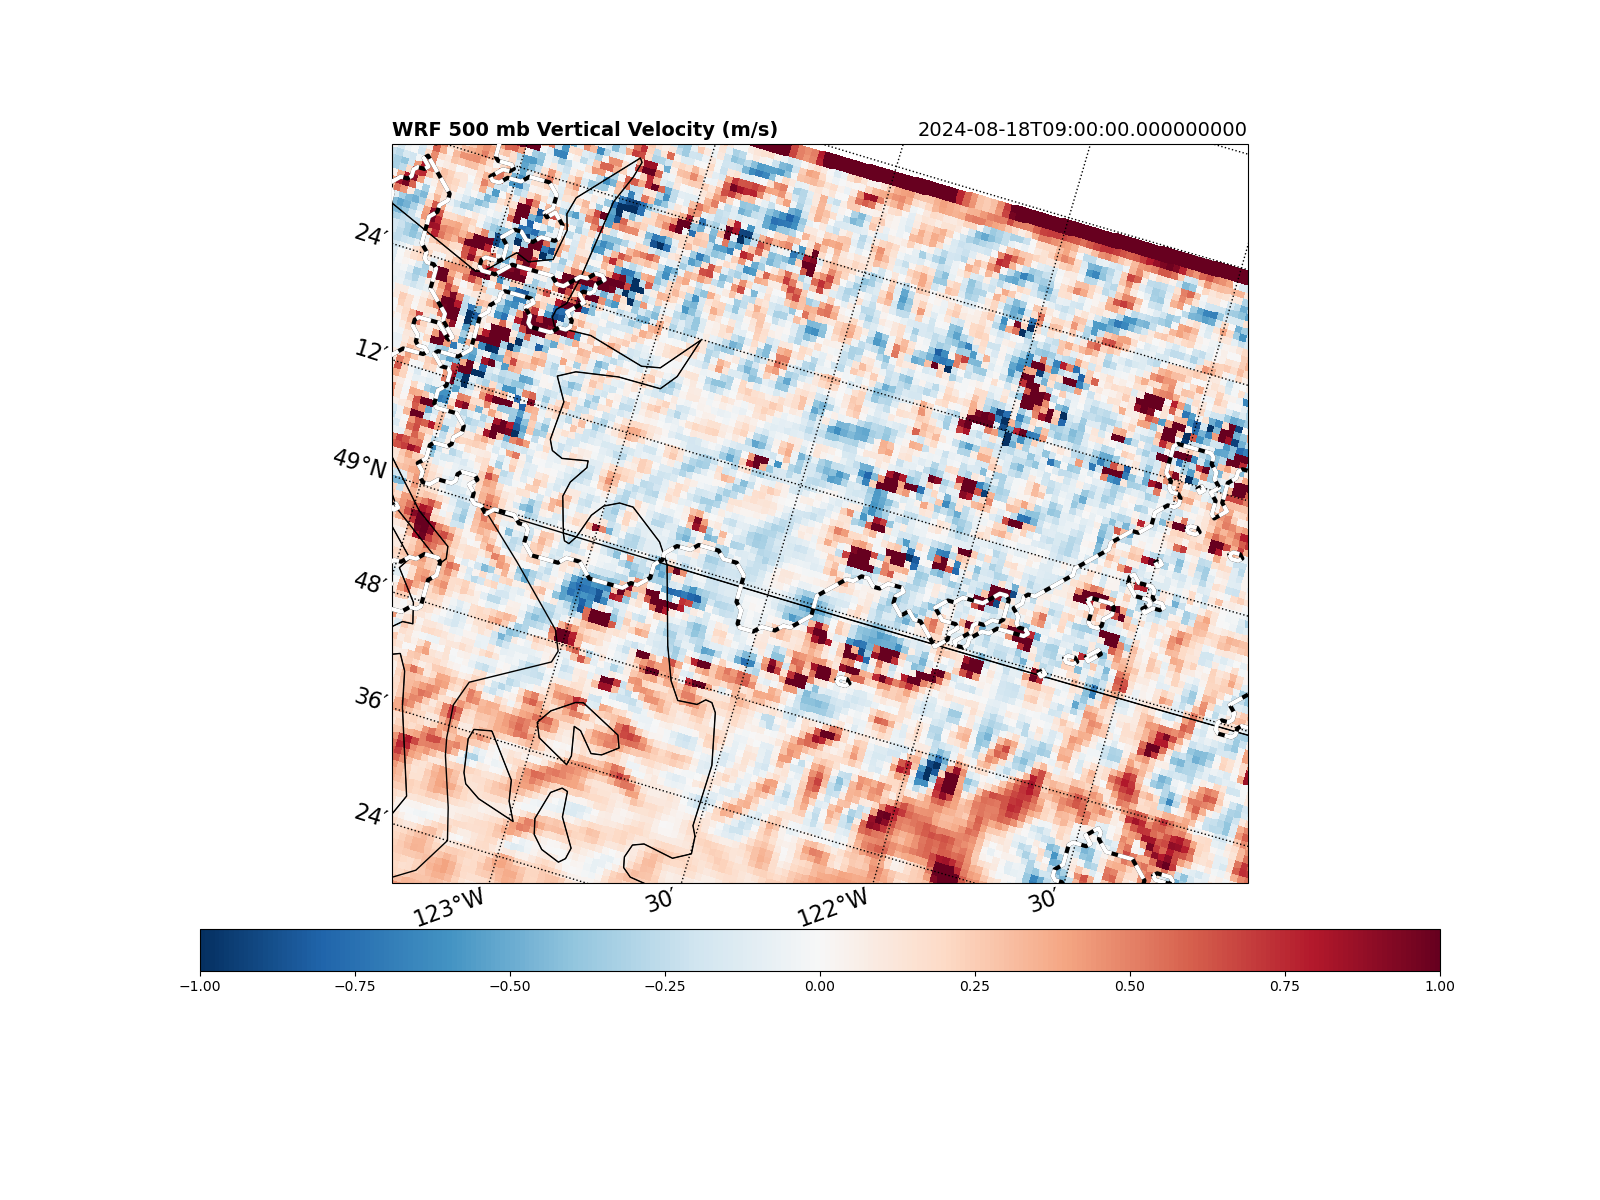 WRF 500 mb Vertical Velocity (m/s) 2024-08-18T09:00:00.000000000
24′
12′
49°N
48′
36′
24′
123°W 30′ 122°W 30′
−1.00 −0.75 −0.50 −0.25 0.00 0.25 0.50 0.75 1.00